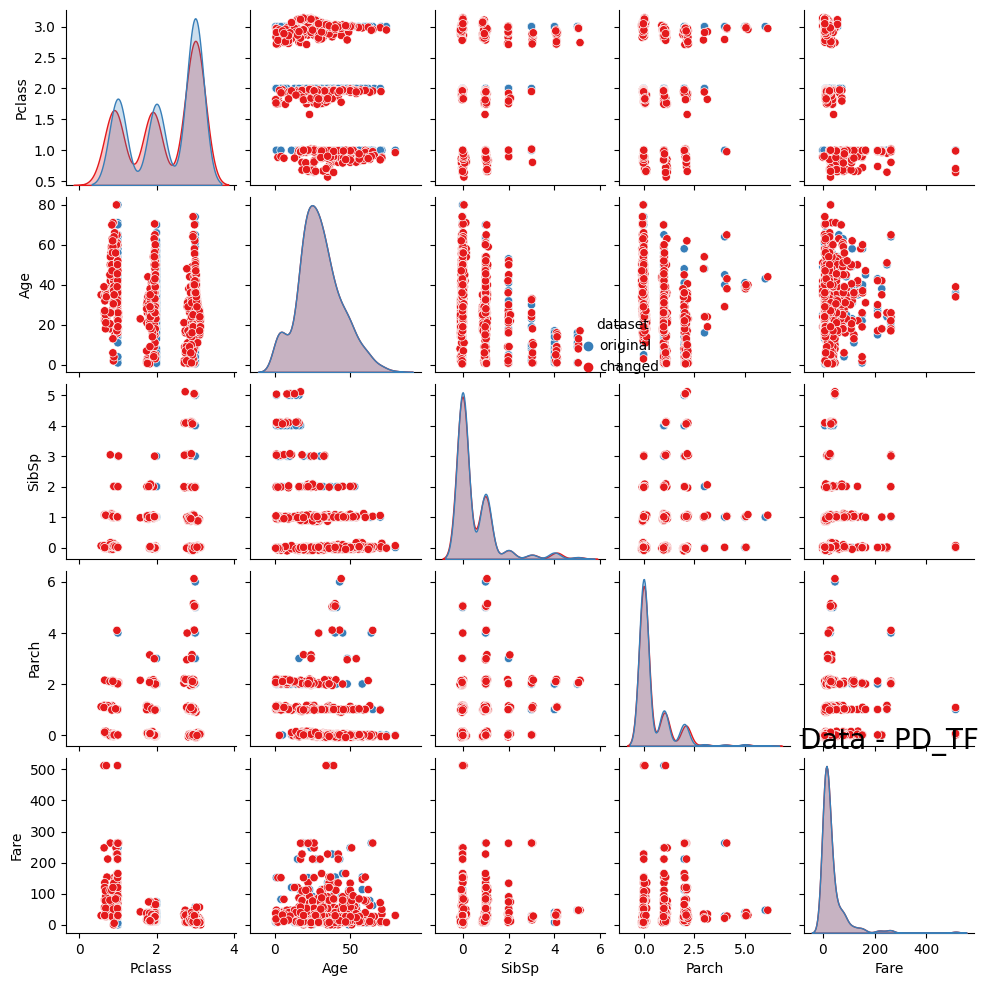 Pclass
3.0
2.5
2.0
1.5
1.0
0.5
Age
80
60
40
20
0
dataset
original
changed
SibSp
5
4
3
2
1
0
Parch
6
4
2
0
Data - PD_TF
Fare
500
400
300
200
100
0
0 2 4 0 50 0 2 4 6 0.0 2.5 5.0 0 200 400
Pclass Age SibSp Parch Fare